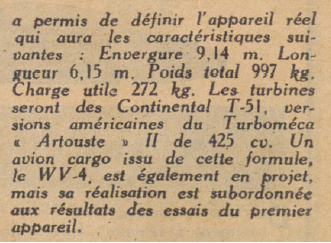 a permis de définir l'appareil réel
qui aura les caractéristiques sui-
vantes : Envergure 9,14 m. Lon-
gueur 6,15 m. Poids total 997 kg.
Charge utile 272 kg. Les turbines
seront des Continental T-51, ver-
sions américaines du Turboméca
« Artouste » II de 425 cv. Un
avion cargo issu de cette formule,
le WV-4, est également en projet,
mais sa réalisation est subordonnée
aux résultats des essais du premier
appareil.